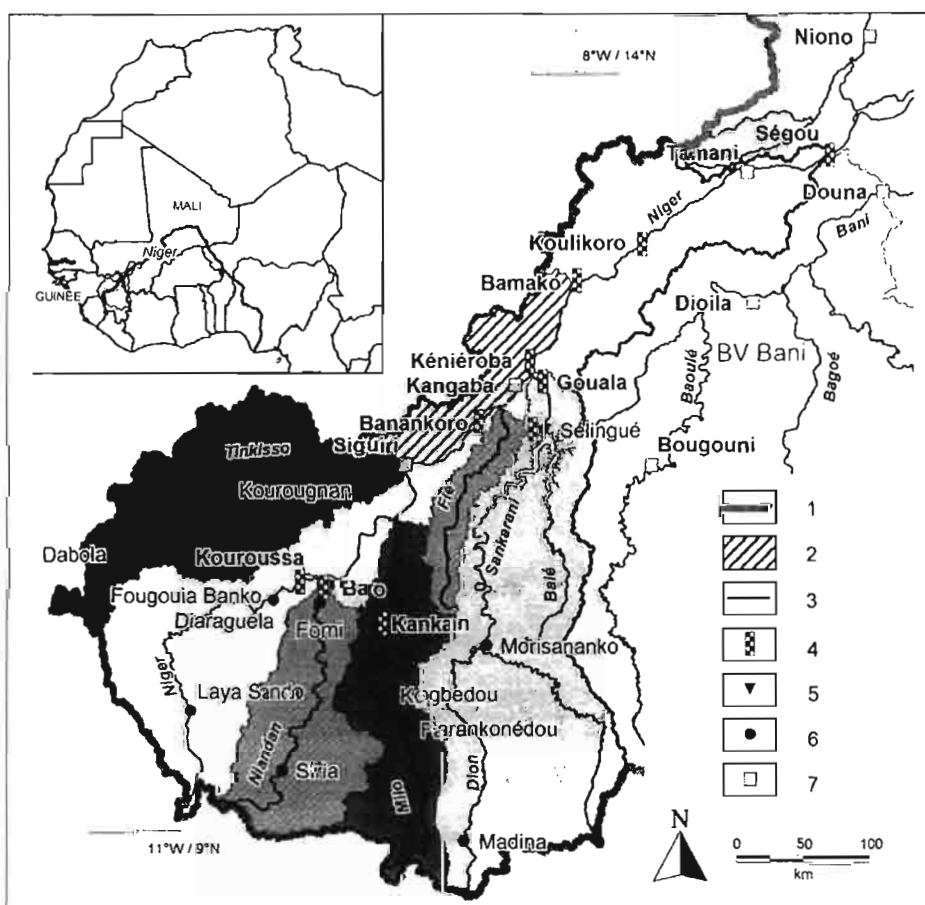 MALI
Niger
GUINÉE
8°W / 14°N
Niono
Ségou
Tamani
Douna
Niger
Bani
Koulikoro
Bamako
Dioila
BV Bani
Kéniéroba
Kangaba
Gouala
Baoulé
Bagoé
Banankoro
Sélingué
Siguiri
Tinkisso
Bougouni
Kourougnan
Fié
Sankarani
Dabola
Kouroussa
Balé
Baro
Fougouia Banko
Diaraguela
Fomi
Kankain
Morisananko
Niger
Laya Sando
Kogbedou
Niandan
Siria
Milo
Dion
Madina
1
2
3
4
5
6
7
11°W / 9°N
N
0 50 100
km